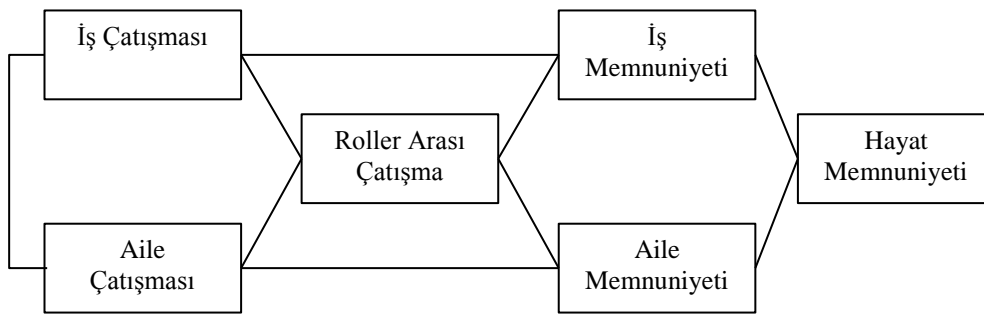 İş Çatışması
İş
Memnuniyeti
Roller Arası
Çatışma
Hayat
Memnuniyeti
Aile
Çatışması
Aile
Memnuniyeti